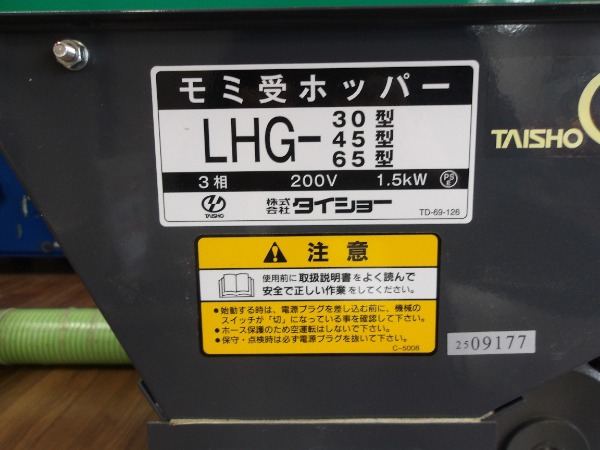 モミ受ホッパー
LHG-
30型
45型
65型
3相 200V 1.5kW PSE
TAISHO
株式会社 タイショー
TD-69-126
TAISHO
注意
使用前に取扱説明書をよく読んで
安全で正しい作業をしてください。
●始動する時は、電源プラグを差し込む前に、機械の
スイッチが「切」になっている事を確認して下さい。
●ホース保護のため空運転はしないで下さい。
●保守・点検時は必ず電源プラグを抜いて下さい。
C-5008
2509177